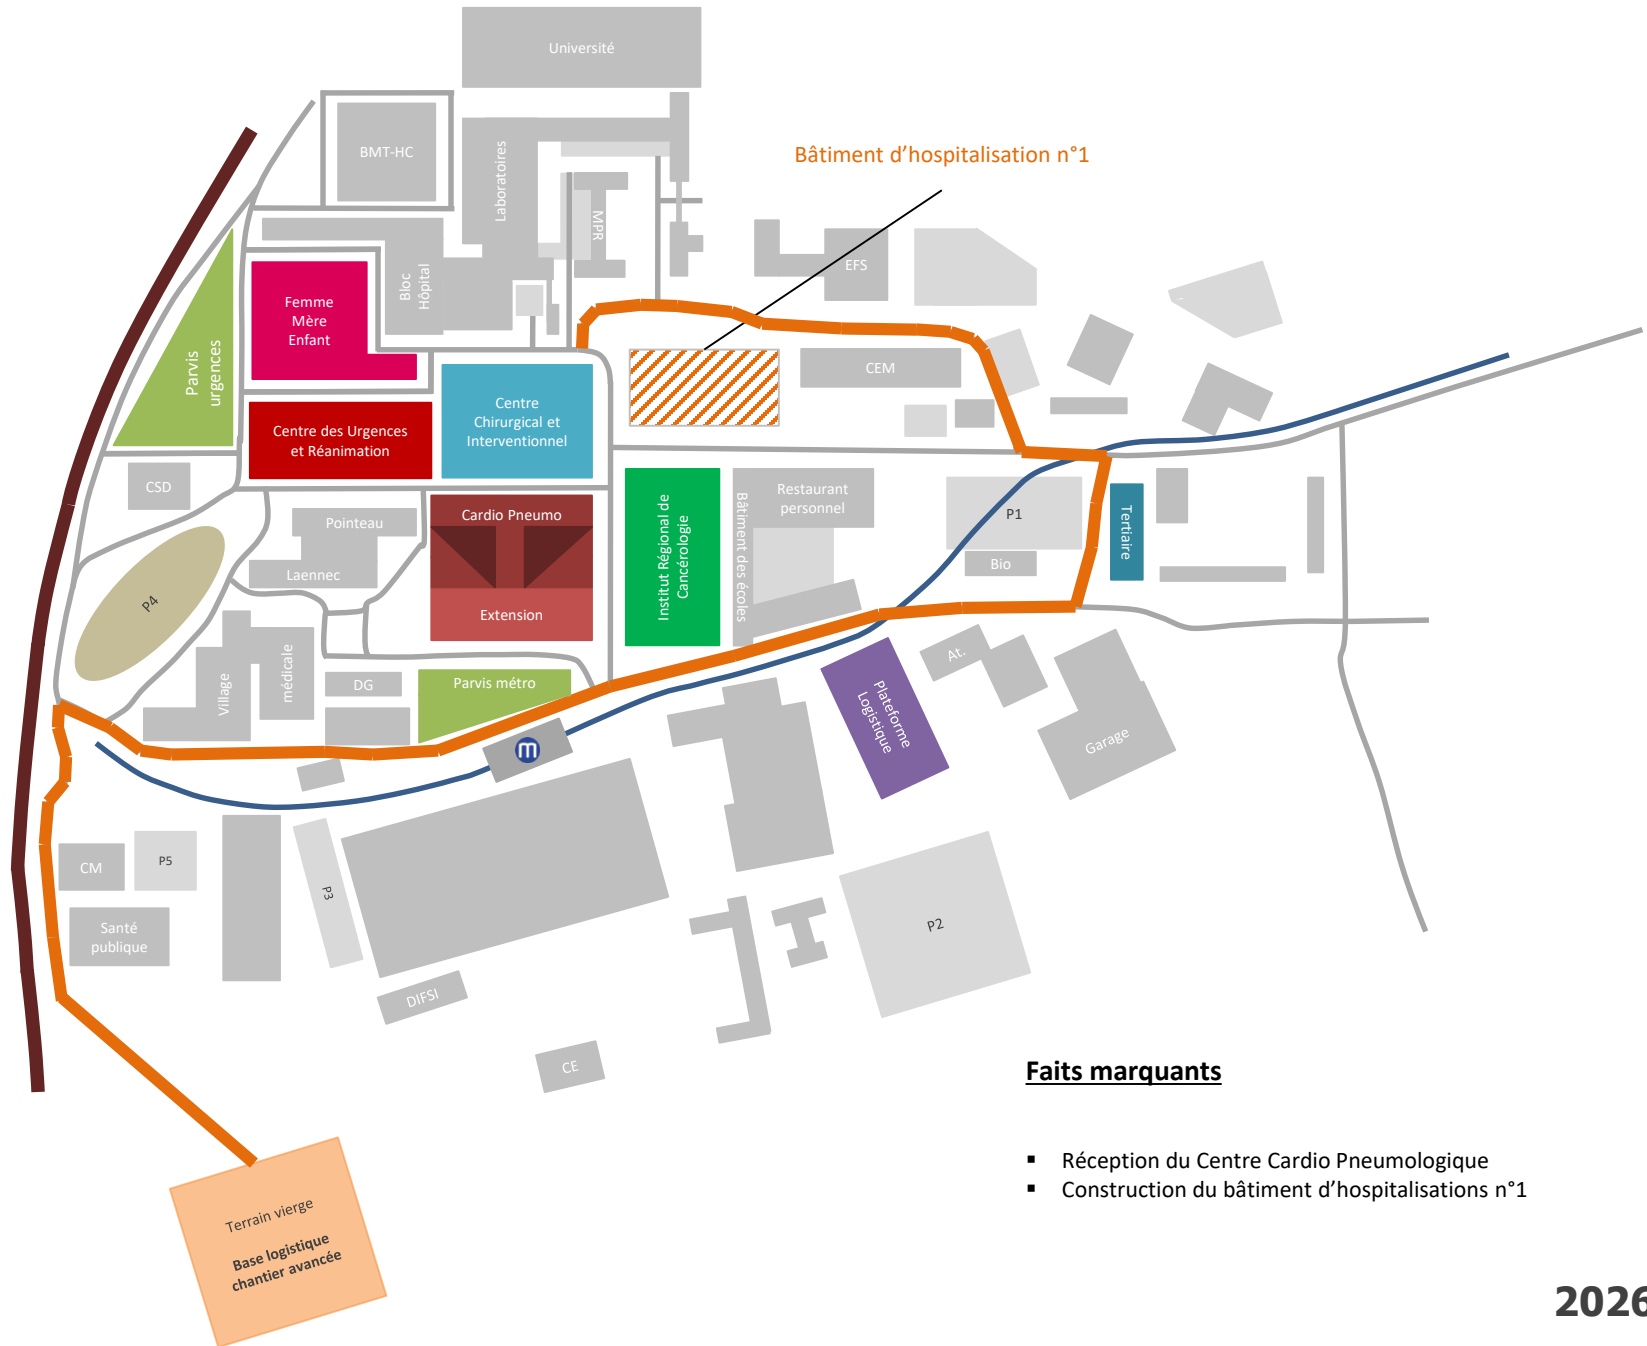 Université
BMT-HC
Laboratoires
MPR
Bâtiment d’hospitalisation n°1
Bloc
Hôpital
EFS
Femme
Mère
Enfant
Parvis
urgences
CEM
Centre
Chirurgical et
Interventionnel
Centre des Urgences
et Réanimation
CSD
Pointeau
Laennec
Cardio Pneumo
Extension
Institut Régional de
Cancérologie
Bâtiment des écoles
Restaurant
personnel
P1
Bio
Tertiaire
P4
Village
médicale
DG
Parvis métro
m
Plateforme
Logistique
At.
Garage
CM
P5
P3
Santé
publique
P2
DIFSI
CE
Terrain vierge
Base logistique
chantier avancée
Faits marquants
▪ Réception du Centre Cardio Pneumologique
▪ Construction du bâtiment d’hospitalisations n°1
2026